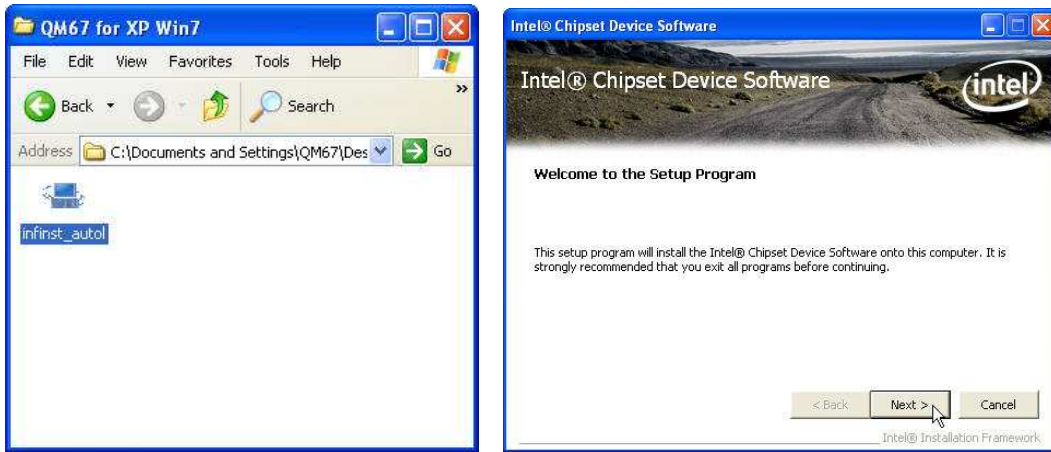 QM67 for XP Win7
File Edit View Favorites Tools Help
Back Search »
Address C:\Documents and Settings\QM67\Des Go
infinst_autol
Intel® Chipset Device Software
Intel® Chipset Device Software
intel
Welcome to the Setup Program
This setup program will install the Intel® Chipset Device Software onto this computer. It is
strongly recommended that you exit all programs before continuing.
< Back Next > Cancel
Intel® Installation Framework